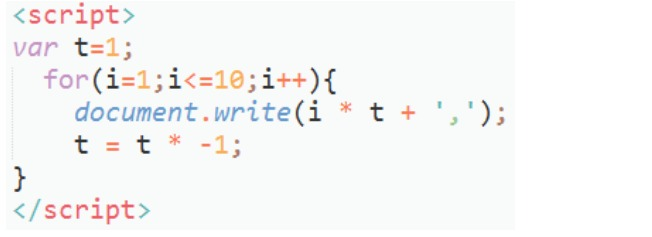 <script>
var t=1;
for(i=1;i<=10;i++){
document.write(i * t + ',');
t = t * -1;
}
</script>